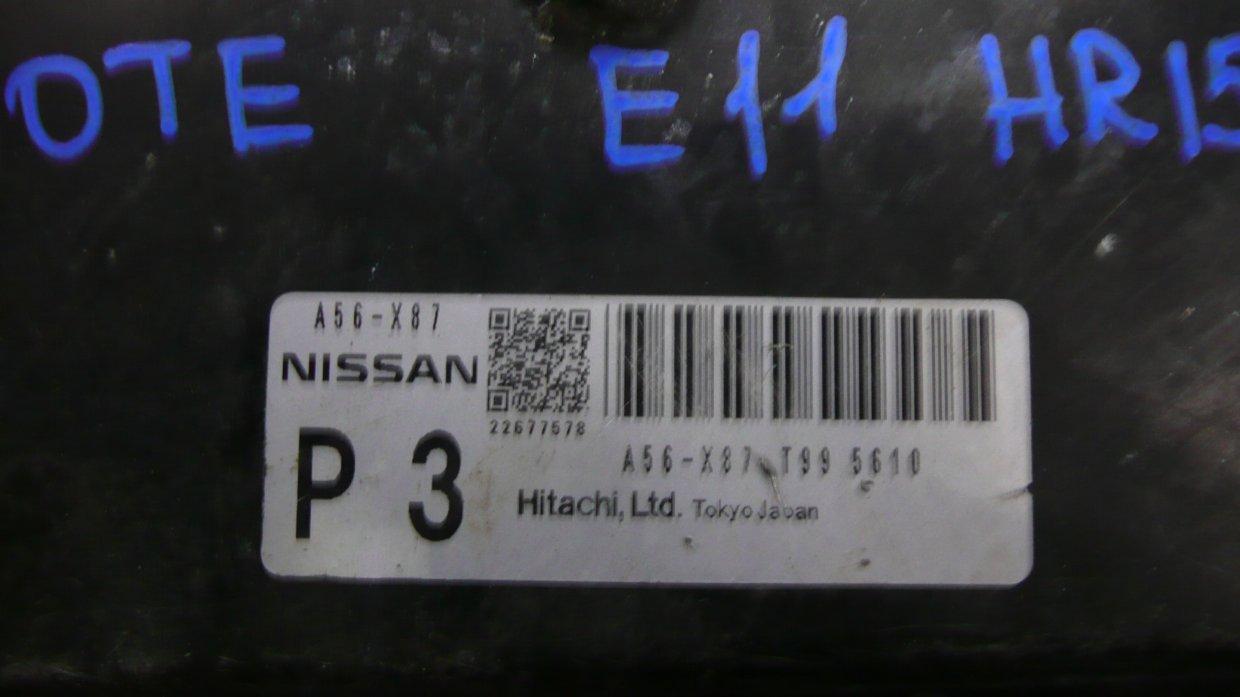 OTE E11 HR15
A56-X87
NISSAN
22677578
P 3
A56-X87 T99 5610
Hitachi, Ltd. Tokyo Japan